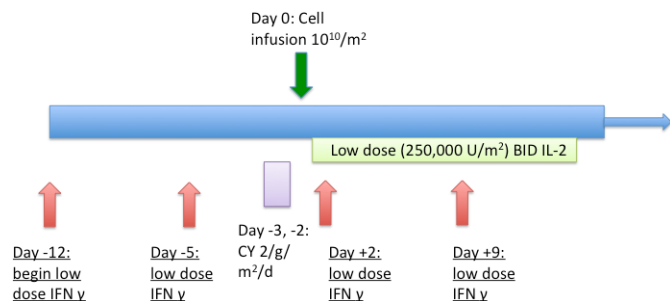 Day 0: Cell
infusion 10¹⁰/m²
Low dose (250,000 U/m²) BID IL-2
Day -12:
begin low
dose IFN γ
Day -5:
low dose
IFN γ
Day -3, -2:
CY 2/g/
m²/d
Day +2:
low dose
IFN γ
Day +9:
low dose
IFN γ